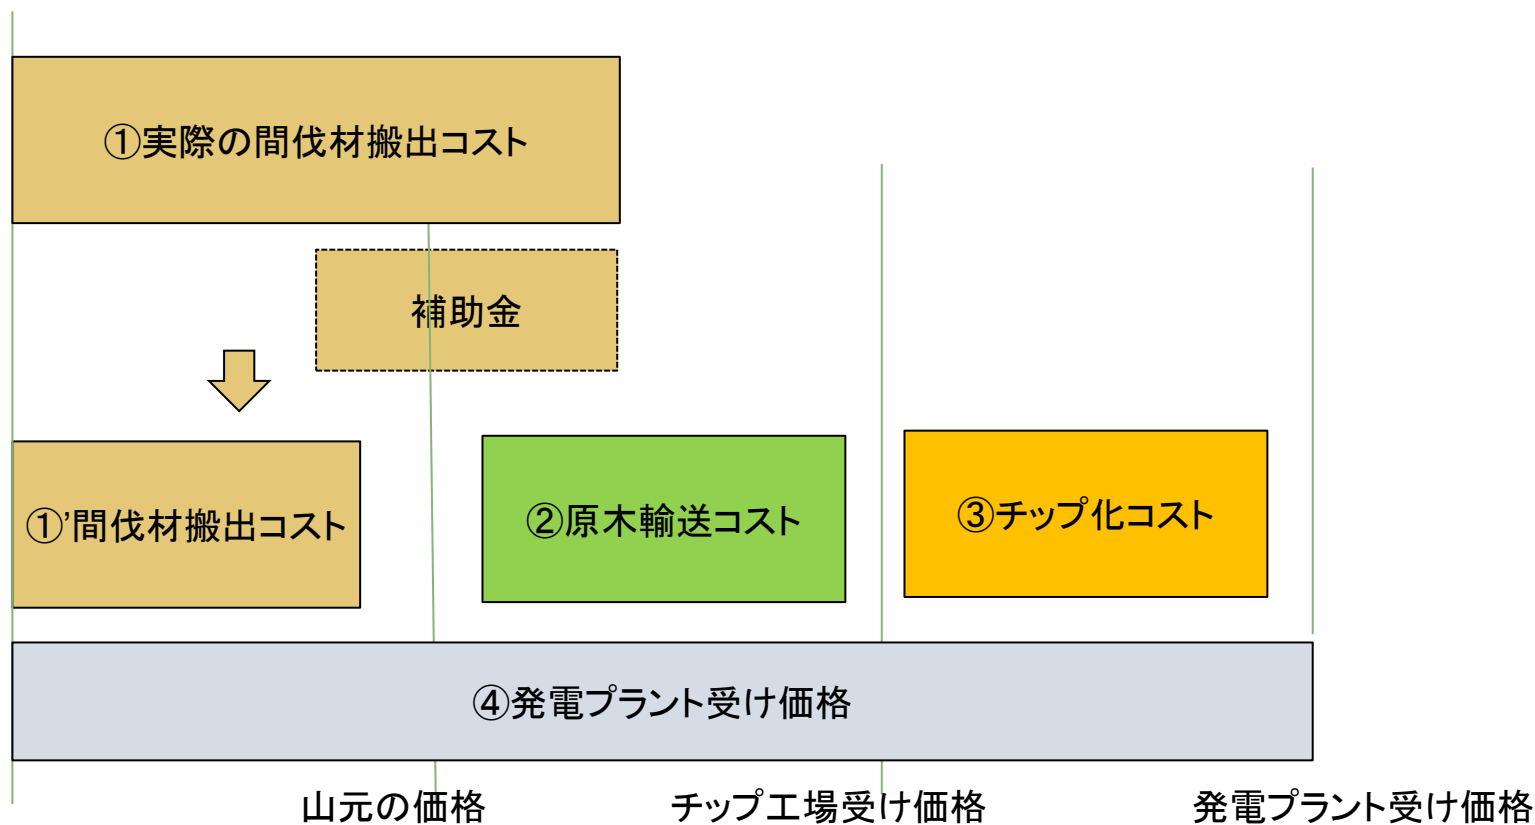 ①実際の間伐材搬出コスト
補助金
①’間伐材搬出コスト
②原木輸送コスト
③チップ化コスト
④発電プラント受け価格
山元の価格
チップ工場受け価格
発電プラント受け価格